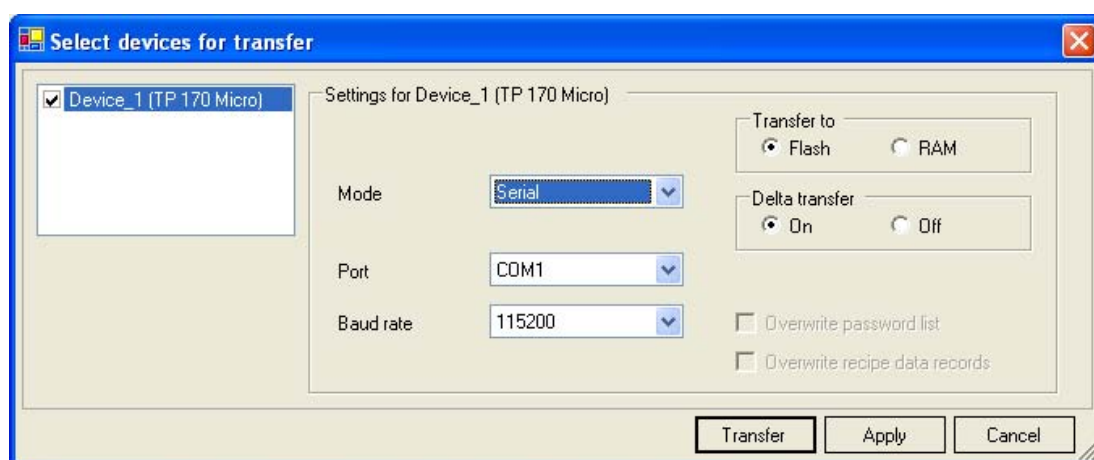 Select devices for transfer
Device_1 (TP 170 Micro)
Settings for Device_1 (TP 170 Micro)
Transfer to
Flash RAM
Mode Serial
Delta transfer
On Off
Port COM1
Baud rate 115200
Overwrite password list
Overwrite recipe data records
Transfer Apply Cancel